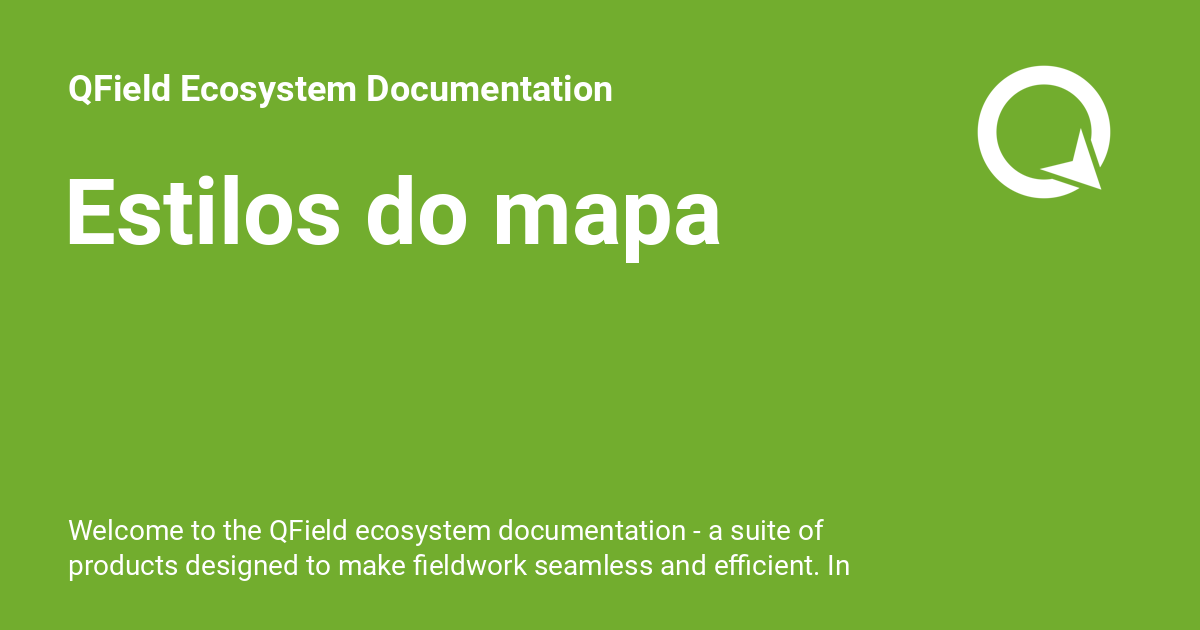 QField Ecosystem Documentation
Estilos do mapa
Welcome to the QField ecosystem documentation - a suite of
products designed to make fieldwork seamless and efficient. In